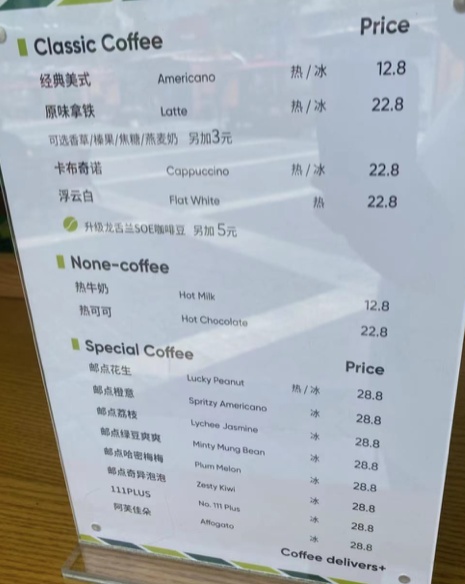 Classic Coffee Price
经典美式 Americano 热/冰 12.8
原味拿铁 Latte 热/冰 22.8
可选香草/榛果/焦糖/燕麦奶 另加3元
卡布奇诺 Cappuccino 热/冰 22.8
浮云白 Flat White 热 22.8
升级龙舌兰SOE咖啡豆 另加5元
None-coffee
热牛奶 Hot Milk 12.8
热可可 Hot Chocolate 22.8
Special Coffee Price
邮点花生 Lucky Peanut 热/冰 28.8
邮点橙意 Spritzy Americano 冰 28.8
邮点荔枝 Lychee Jasmine 冰 28.8
邮点绿豆爽爽 Minty Mung Bean 冰 28.8
邮点哈密梅梅 Plum Melon 冰 28.8
邮点奇异泡泡 Zesty Kiwi 冰 28.8
111PLUS No. 111 Plus 冰 28.8
阿芙佳朵 Affogato 冰 28.8
Coffee delivers+